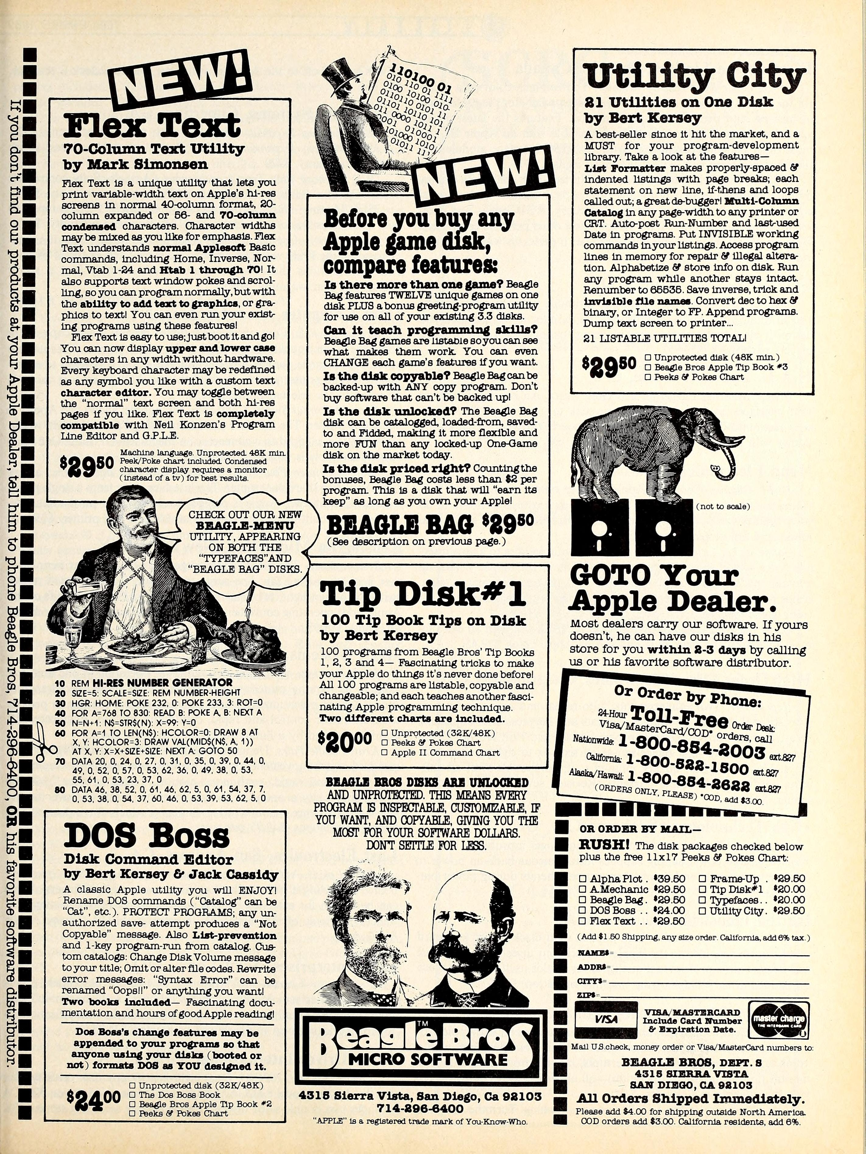 If you don't find our products at your Apple Dealer, tell him to phone Beagle Bros, 714-296-6400, OR his favorite software distributor.
NEW!
Flex Text
70-Column Text Utility
by Mark Simonsen
Flex Text is a unique utility that lets you
print variable-width text on Apple's hi-res
screens in normal 40-column format, 20-
column expanded or 56- and 70-column
condensed characters. Character widths
may be mixed as you like for emphasis. Flex
Text understands normal Applesoft Basic
commands, including Home, Inverse, Nor-
mal, Vtab 1-24 and Htab 1 through 70! It
also supports text window pokes and scrol-
ling, so you can program normally, but with
the ability to add text to graphics, or gra-
phics to text! You can even run your exist-
ing programs using these features!
Flex Text is easy to use; just boot it and go!
You can now display upper and lower case
characters in any width without hardware.
Every keyboard character may be redefined
as any symbol you like with a custom text
character editor. You may toggle between
the "normal" text screen and both hi-res
pages if you like. Flex Text is completely
compatible with Neil Konzen's Program
Line Editor and G.P.L.E.
$29.50
Machine language. Unprotected. 48K min.
Peek/Poke chart included. Condensed
character display requires a monitor
(instead of a tv) for best results.
CHECK OUT OUR NEW
BEAGLE-MENU
UTILITY, APPEARING
ON BOTH THE
"TYPEFACES" AND
"BEAGLE BAG" DISKS.
10 REM HI-RES NUMBER GENERATOR
20 SIZE=5: SCALE=SIZE: REM NUMBER-HEIGHT
30 HGR: HOME: POKE 232, 0: POKE 233, 3: ROT=0
40 FOR A=768 TO 830: READ B: POKE A, B: NEXT A
50 N=N+1: N$=STR$(N): X=99: Y=0
60 FOR A=1 TO LEN(N$): HCOLOR=0: DRAW 8 AT
X, Y: HCOLOR=3: DRAW VAL(MID$(N$, A, 1))
AT X, Y: X=X+SIZE+SIZE: NEXT A: GOTO 50
70 DATA 20, 0, 24, 0, 27, 0, 31, 0, 35, 0, 39, 0, 44, 0,
49, 0, 52, 0, 57, 0, 53, 62, 36, 0, 49, 38, 0, 53,
55, 61, 0, 53, 23, 37, 0
80 DATA 46, 38, 52, 0, 61, 46, 62, 5, 0, 61, 54, 37, 7,
0, 53, 38, 0, 54, 37, 60, 46, 0, 53, 39, 53, 62, 5, 0
DOS Boss
Disk Command Editor
by Bert Kersey & Jack Cassidy
A classic Apple utility you will ENJOY!
Rename DOS commands ("Catalog" can be
"Cat", etc.). PROTECT PROGRAMS; any un-
authorized save- attempt produces a "Not
Copyable" message. Also List-prevention
and 1-key program-run from catalog. Cus-
tom catalogs: Change Disk Volume message
to your title; Omit or alter file codes. Rewrite
error messages: "Syntax Error" can be
renamed "Oops!!" or anything you want!
Two books included— Fascinating docu-
mentation and hours of good Apple reading!
Dos Boss's change features may be
appended to your programs so that
anyone using your disks (booted or
not) formats DOS as YOU designed it.
$24.00
☐ Unprotected disk (32K/48K)
☐ The Dos Boss Book
☐ Beagle Bros Apple Tip Book #2
☐ Peeks & Pokes Chart
110100 01
NEW!
Before you buy any
Apple game disk,
compare features:
Is there more than one game? Beagle
Bag features TWELVE unique games on one
disk PLUS a bonus greeting-program utility
for use on all of your existing 3.3 disks.
Can it teach programming skills?
Beagle Bag games are listable so you can see
what makes them work. You can even
CHANGE each game's features if you want.
Is the disk copyable? Beagle Bag can be
backed-up with ANY copy program. Don't
buy software that can't be backed up!
Is the disk unlocked? The Beagle Bag
disk can be catalogged, loaded-from, saved-
to and Fidded, making it more flexible and
more FUN than any locked-up One-Game
disk on the market today.
Is the disk priced right? Counting the
bonuses, Beagle Bag costs less than $2 per
program. This is a disk that will "earn its
keep" as long as you own your Apple!
BEAGLE BAG $29.50
(See description on previous page.)
Tip Disk#1
100 Tip Book Tips on Disk
by Bert Kersey
100 programs from Beagle Bros' Tip Books
1, 2, 3 and 4— Fascinating tricks to make
your Apple do things it's never done before!
All 100 programs are listable, copyable and
changeable; and each teaches another fasci-
nating Apple programming technique.
Two different charts are included.
$20.00
☐ Unprotected (32K/48K)
☐ Peeks & Pokes Chart
☐ Apple II Command Chart
BEAGLE BROS DISKS ARE UNLOCKED
AND UNPROTECTED. THIS MEANS EVERY
PROGRAM IS INSPECTABLE, CUSTOMIZABLE, IF
YOU WANT, AND COPYABLE, GIVING YOU THE
MOST FOR YOUR SOFTWARE DOLLARS.
DON'T SETTLE FOR LESS.
Beagle Bros™
MICRO SOFTWARE
4315 Sierra Vista, San Diego, Ca 92103
714-296-6400
"APPLE" is a registered trade mark of You-Know-Who.
Utility City
21 Utilities on One Disk
by Bert Kersey
A best-seller since it hit the market, and a
MUST for your program-development
library. Take a look at the features—
List Formatter makes properly-spaced &
indented listings with page breaks; each
statement on new line, if-thens and loops
called out; a great de-bugger! Multi-Column
Catalog in any page-width to any printer or
CRT. Auto-post Run-Number and last-used
Date in programs. Put INVISIBLE working
commands in your listings. Access program
lines in memory for repair & illegal altera-
tion. Alphabetize & store info on disk. Run
any program while another stays intact.
Renumber to 65535. Save inverse, trick and
invisible file names. Convert dec to hex &
binary, or Integer to FP. Append programs.
Dump text screen to printer...
21 LISTABLE UTILITIES TOTAL!
$29.50
☐ Unprotected disk (48K min.)
☐ Beagle Bros Apple Tip Book #3
☐ Peeks & Pokes Chart
(not to scale)
GOTO Your
Apple Dealer.
Most dealers carry our software. If yours
doesn't, he can have our disks in his
store for you within 2-3 days by calling
us or his favorite software distributor.
Or Order by Phone:
24-Hour Toll-Free Order Desk:
Visa/MasterCard/COD* orders, call
Nationwide: 1-800-854-2003 ext.827
California: 1-800-522-1500 ext.827
Alaska/Hawaii: 1-800-854-2622 ext.827
(ORDERS ONLY, PLEASE) *COD, add $3.00.
OR ORDER BY MAIL—
RUSH! The disk packages checked below
plus the free 11x17 Peeks & Pokes Chart:
☐ Alpha Plot . $39.50 ☐ Frame-Up . $29.50
☐ A.Mechanic $29.50 ☐ Tip Disk#1 $20.00
☐ Beagle Bag . $29.50 ☐ Typefaces . . $20.00
☐ DOS Boss . . $24.00 ☐ Utility City . $29.50
☐ Flex Text . . $29.50
(Add $1.50 Shipping, any size order. California, add 6% tax.)
NAME$=
ADDR$=
CITY$=
ZIP$=
VISA
VISA/MASTERCARD
Include Card Number
& Expiration Date.
master charge
THE INTERBANK CARD
Mail U.S.check, money order or Visa/MasterCard numbers to:
BEAGLE BROS, DEPT. S
4315 SIERRA VISTA
SAN DIEGO, CA 92103
All Orders Shipped Immediately.
Please add $4.00 for shipping outside North America.
COD orders add $3.00. California residents, add 6%.